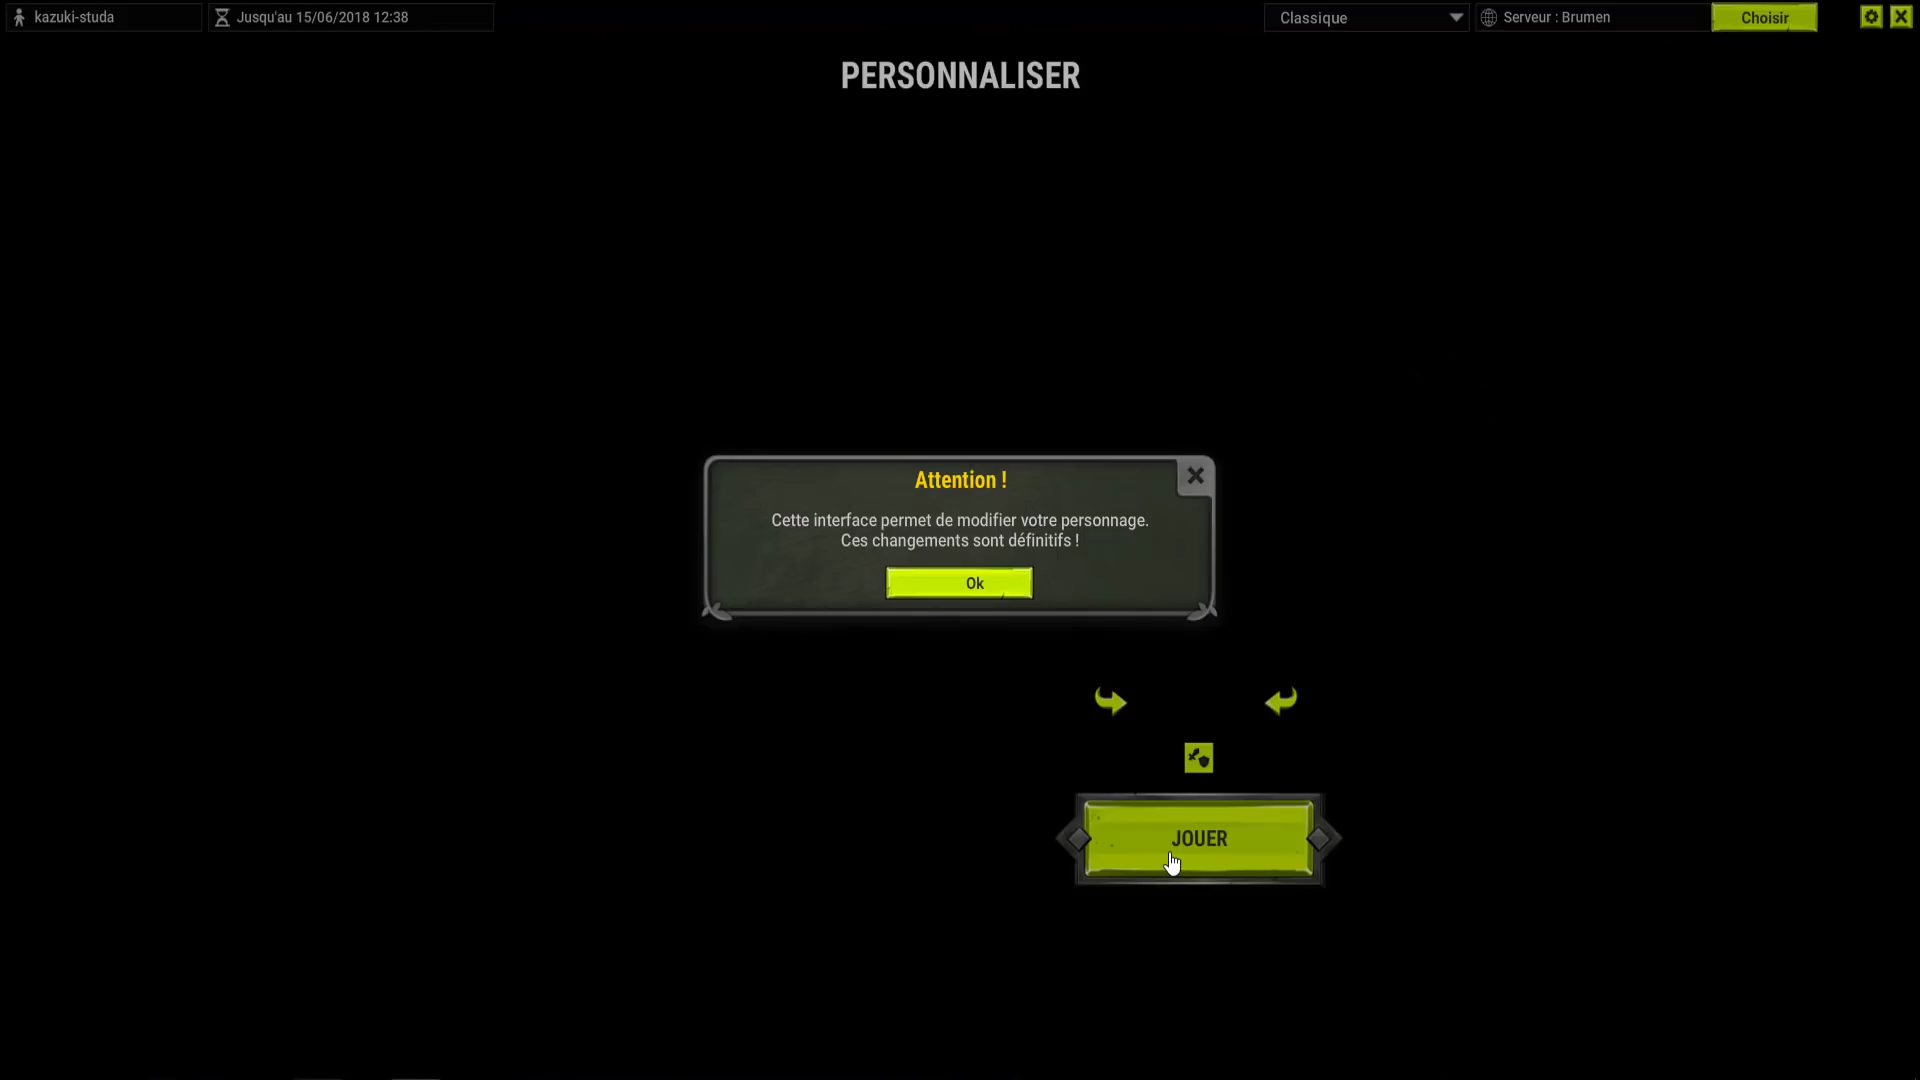 kazuki-studa
Jusqu'au 15/06/2018 12:38
Classique
Serveur : Brumen
Choisir
PERSONNALISER
Attention !
Cette interface permet de modifier votre personnage.
Ces changements sont définitifs !
Ok
JOUER